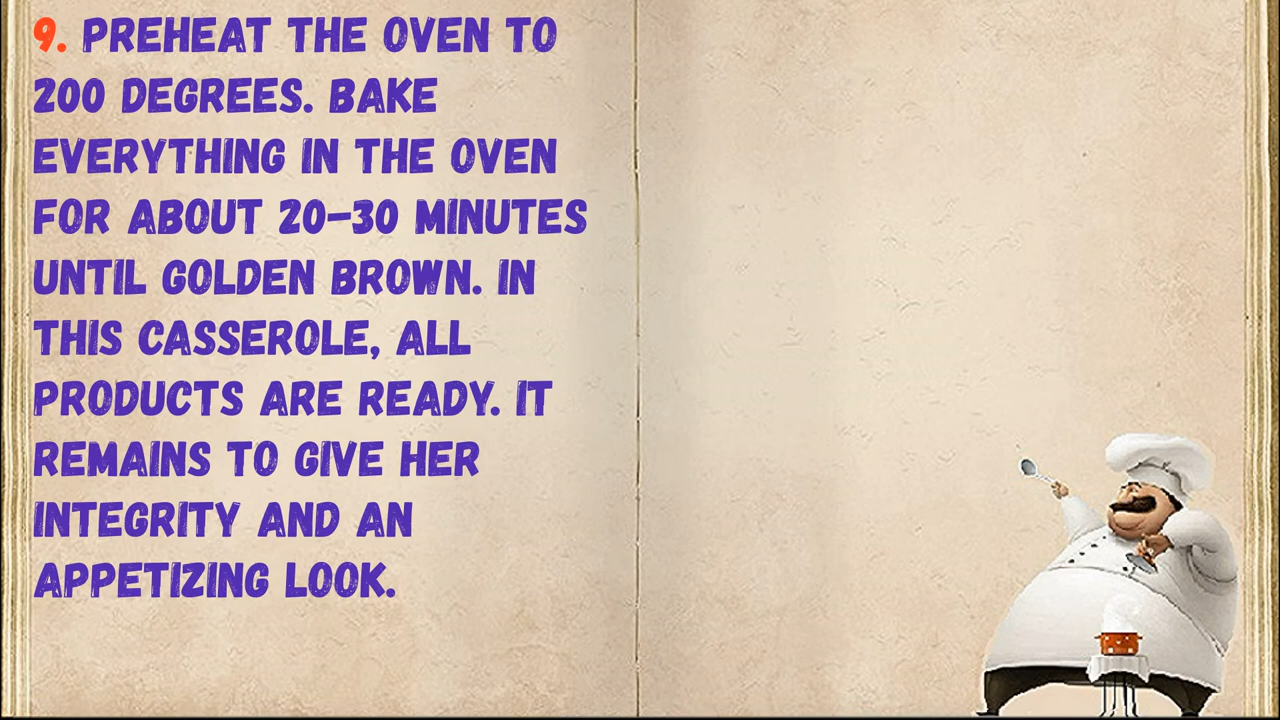 9. PREHEAT THE OVEN TO
200 DEGREES. BAKE
EVERYTHING IN THE OVEN
FOR ABOUT 20-30 MINUTES
UNTIL GOLDEN BROWN. IN
THIS CASSEROLE, ALL
PRODUCTS ARE READY. IT
REMAINS TO GIVE HER
INTEGRITY AND AN
APPETIZING LOOK.